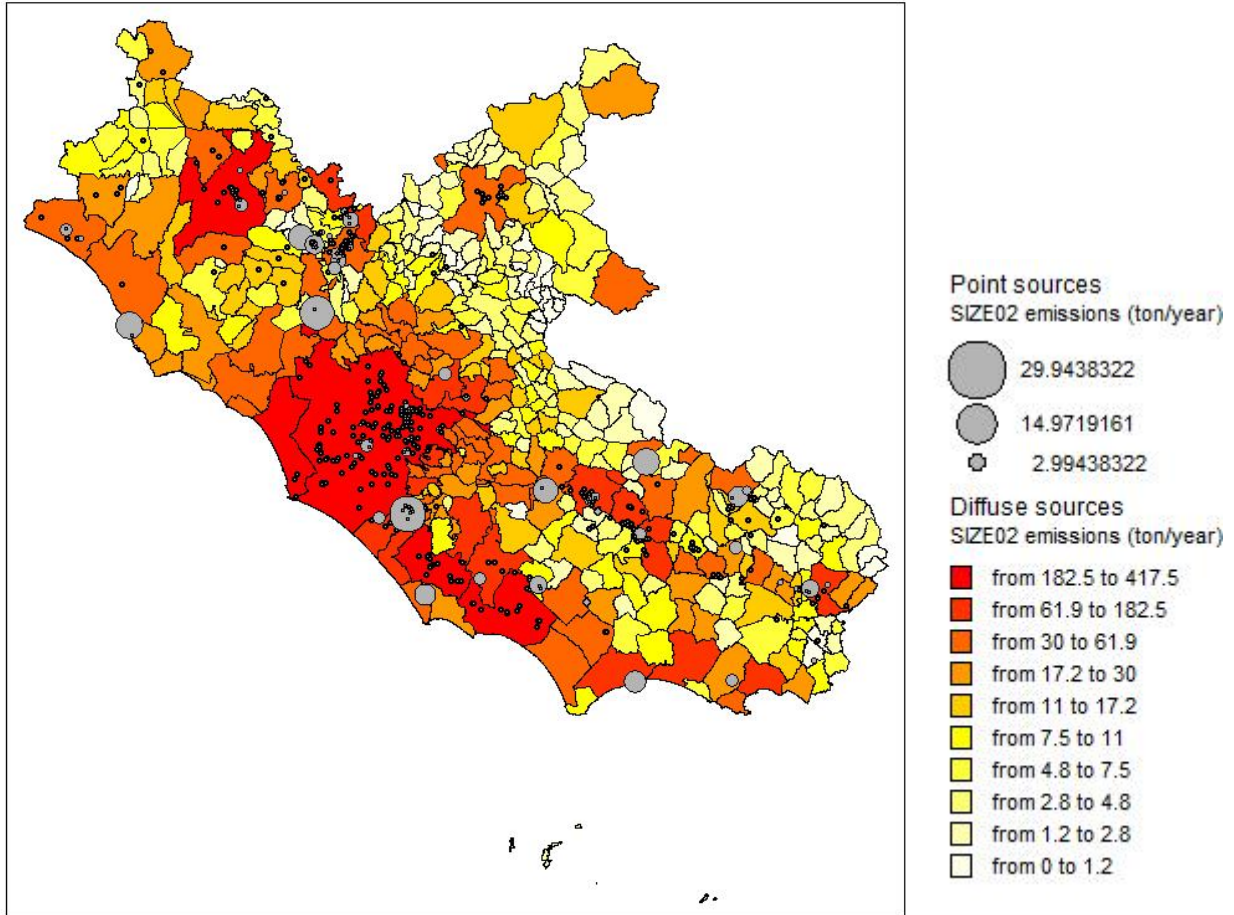 Point sources
SIZE02 emissions (ton/year)
29.9438322
14.9719161
2.99438322
Diffuse sources
SIZE02 emissions (ton/year)
from 182.5 to 417.5
from 61.9 to 182.5
from 30 to 61.9
from 17.2 to 30
from 11 to 17.2
from 7.5 to 11
from 4.8 to 7.5
from 2.8 to 4.8
from 1.2 to 2.8
from 0 to 1.2